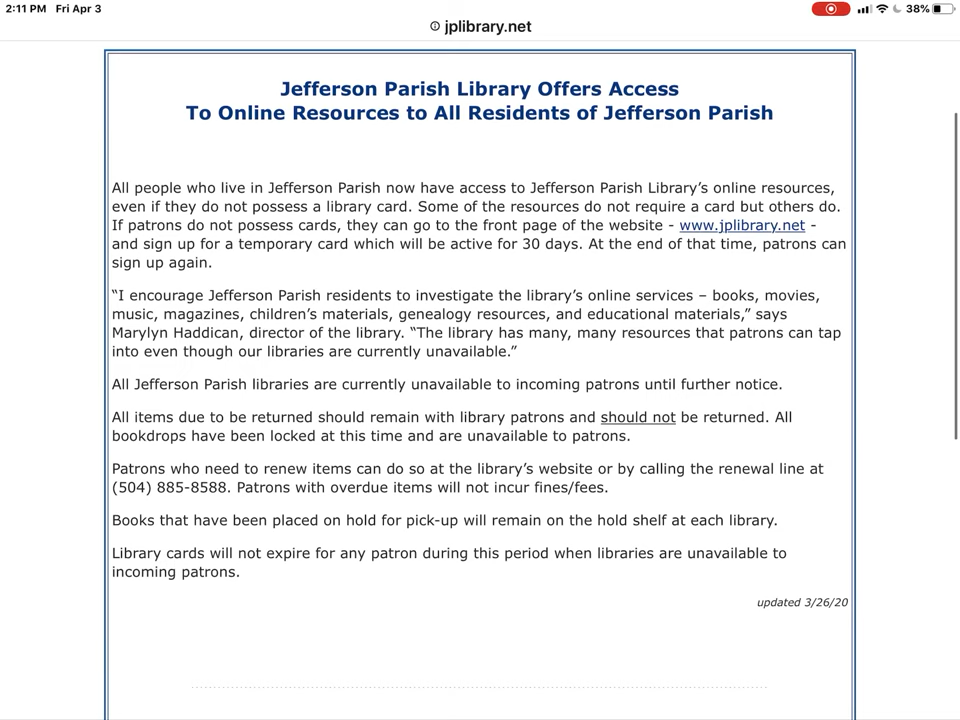 2:11 PM Fri Apr 3
38%
jplibrary.net
Jefferson Parish Library Offers Access
To Online Resources to All Residents of Jefferson Parish
All people who live in Jefferson Parish now have access to Jefferson Parish Library’s online resources,
even if they do not possess a library card. Some of the resources do not require a card but others do.
If patrons do not possess cards, they can go to the front page of the website - www.jplibrary.net -
and sign up for a temporary card which will be active for 30 days. At the end of that time, patrons can
sign up again.
“I encourage Jefferson Parish residents to investigate the library’s online services – books, movies,
music, magazines, children’s materials, genealogy resources, and educational materials,” says
Marylyn Haddican, director of the library. “The library has many, many resources that patrons can tap
into even though our libraries are currently unavailable.”
All Jefferson Parish libraries are currently unavailable to incoming patrons until further notice.
All items due to be returned should remain with library patrons and should not be returned. All
bookdrops have been locked at this time and are unavailable to patrons.
Patrons who need to renew items can do so at the library’s website or by calling the renewal line at
(504) 885-8588. Patrons with overdue items will not incur fines/fees.
Books that have been placed on hold for pick-up will remain on the hold shelf at each library.
Library cards will not expire for any patron during this period when libraries are unavailable to
incoming patrons.
updated 3/26/20